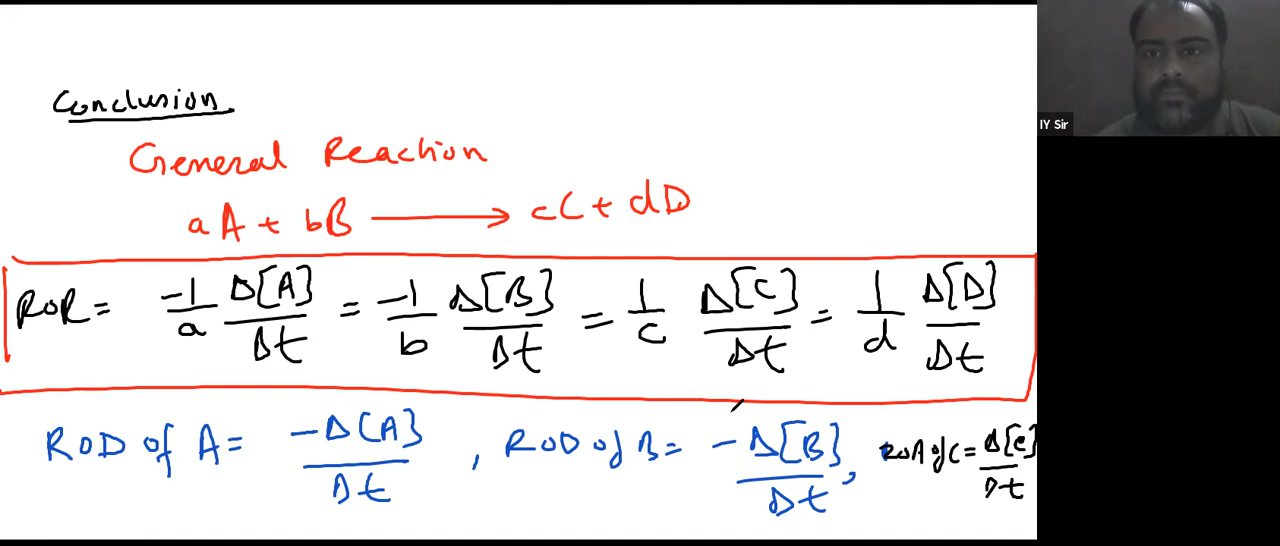 Conclusion
IY Sir
General Reaction
aA + bB → cC + dD
ROR = -1/a Δ[A]/Δt = -1/b Δ[B]/Δt = 1/c Δ[C]/Δt = 1/d Δ[D]/Δt
ROD of A = -Δ[A]/Δt , ROD of B = -Δ[B]/Δt , ROA of C = Δ[C]/Δt